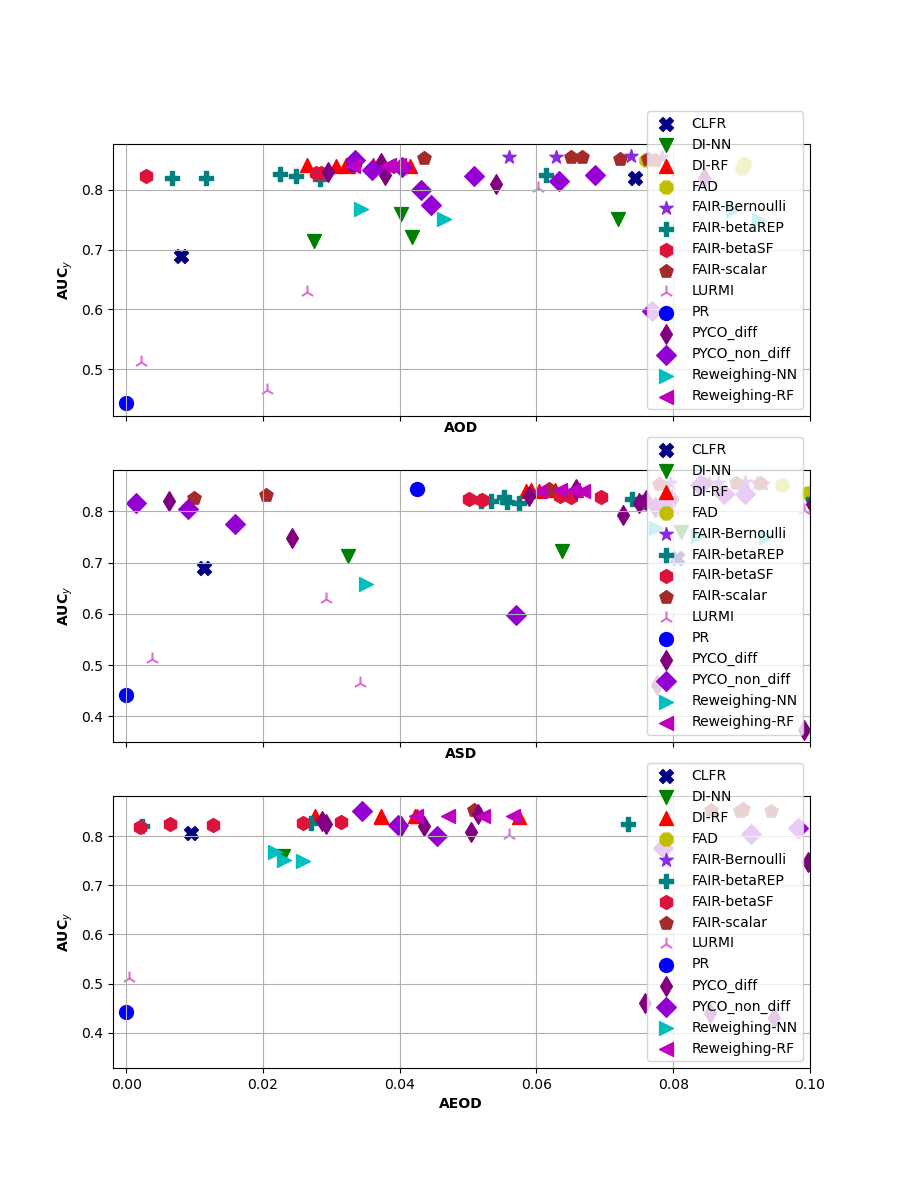 CLFR
DI-NN
DI-RF
FAD
FAIR-Bernoulli
FAIR-betaREP
FAIR-betaSF
FAIR-scalar
LURMI
PR
PYCO_diff
PYCO_non_diff
Reweighing-NN
Reweighing-RF
0.8
0.7
0.6
0.5
AUCy
AOD
CLFR
DI-NN
DI-RF
FAD
FAIR-Bernoulli
FAIR-betaREP
FAIR-betaSF
FAIR-scalar
LURMI
PR
PYCO_diff
PYCO_non_diff
Reweighing-NN
Reweighing-RF
0.8
0.7
0.6
0.5
0.4
AUCy
ASD
CLFR
DI-NN
DI-RF
FAD
FAIR-Bernoulli
FAIR-betaREP
FAIR-betaSF
FAIR-scalar
LURMI
PR
PYCO_diff
PYCO_non_diff
Reweighing-NN
Reweighing-RF
0.8
0.7
0.6
0.5
0.4
AUCy
0.00 0.02 0.04 0.06 0.08 0.10
AEOD